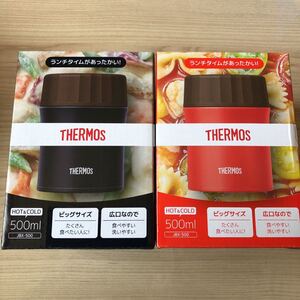 ランチタイムがあったかい!
THERMOS
THERMOS
HOT&COLD
500ml
JBX-500
ビッグサイズ
たくさん
食べたい人に!
広口なので
食べやすい
洗いやすい
ランチタイムがあったかい!
THERMOS
THERMOS
HOT&COLD
500ml
JBX-500
ビッグサイズ
たくさん
食べたい人に!
広口なので
食べやすい
洗いやすい